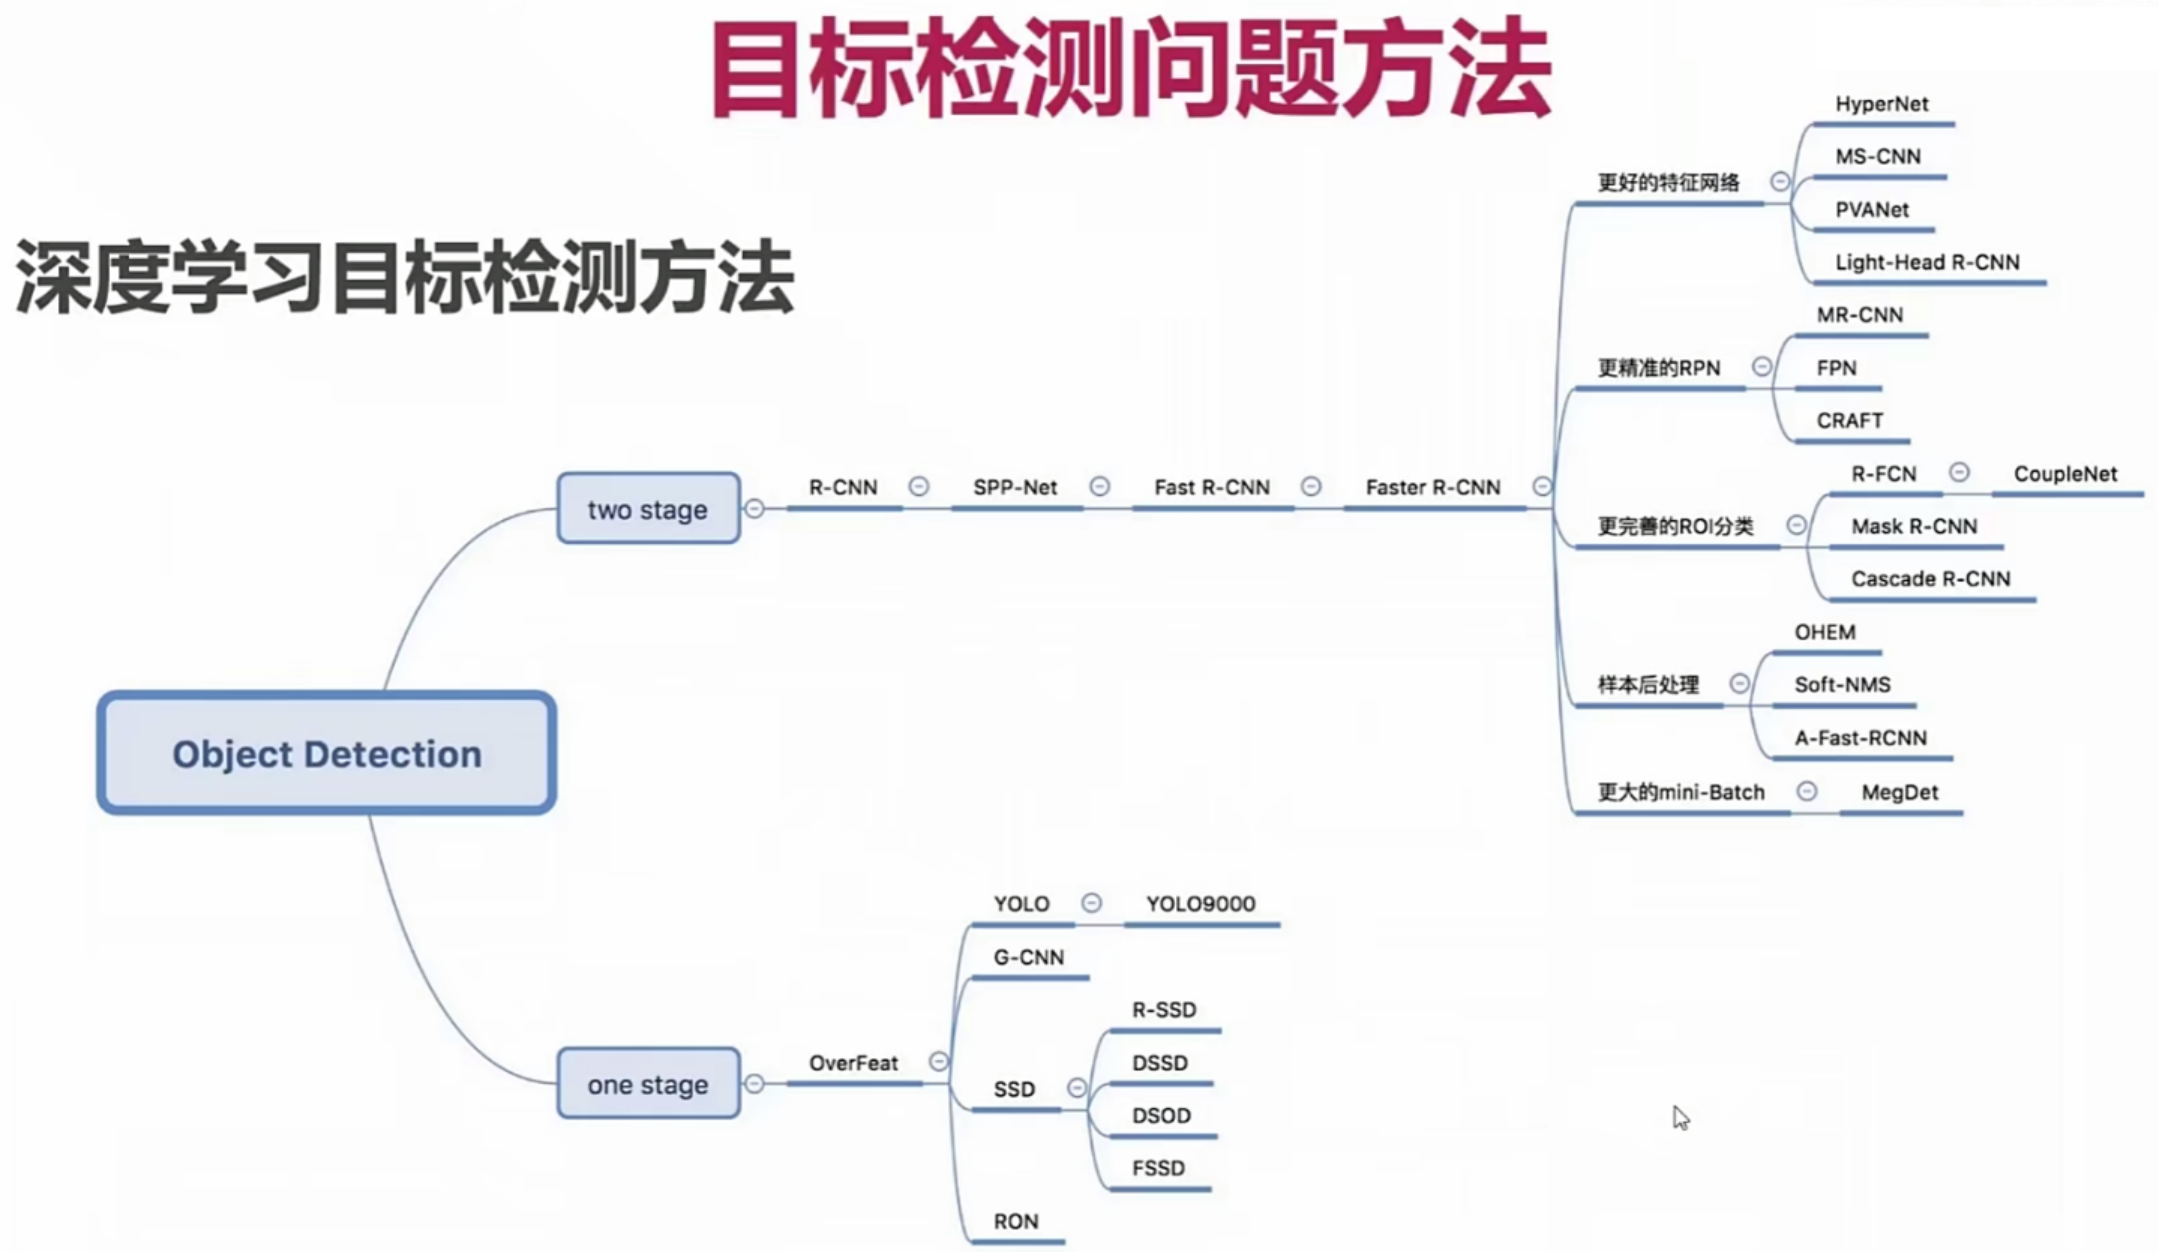 目标检测问题方法
深度学习目标检测方法
Object Detection
two stage
R-CNN
SPP-Net
Fast R-CNN
Faster R-CNN
更好的特征网络
HyperNet
MS-CNN
PVANet
Light-Head R-CNN
更精准的RPN
MR-CNN
FPN
CRAFT
更完善的ROI分类
R-FCN
CoupleNet
Mask R-CNN
Cascade R-CNN
样本后处理
OHEM
Soft-NMS
A-Fast-RCNN
更大的mini-Batch
MegDet
one stage
OverFeat
YOLO
YOLO9000
G-CNN
SSD
R-SSD
DSSD
DSOD
FSSD
RON